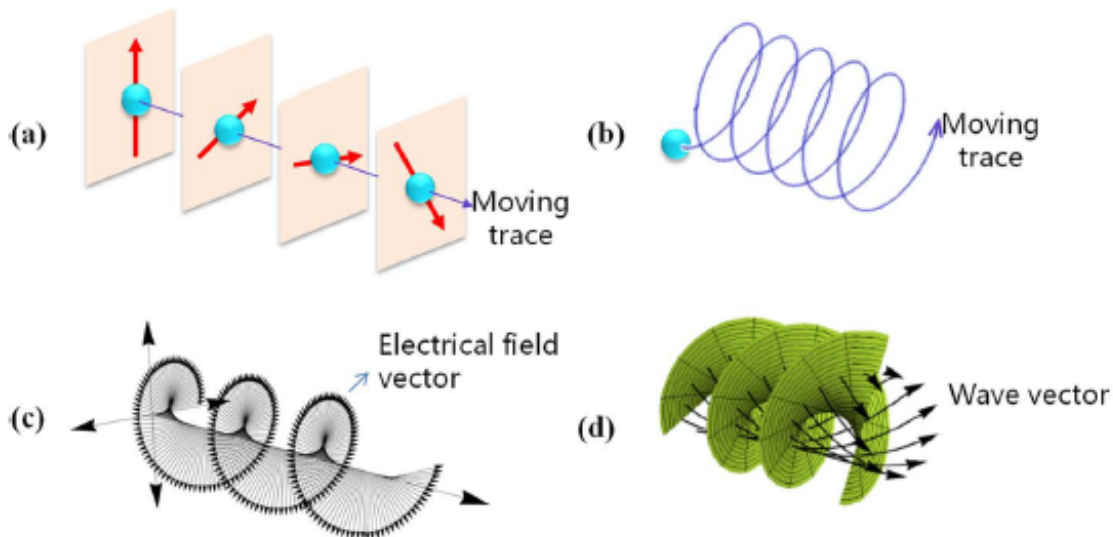 (a)
Moving
trace
(b)
Moving
trace
(c)
Electrical field
vector
(d)
Wave vector